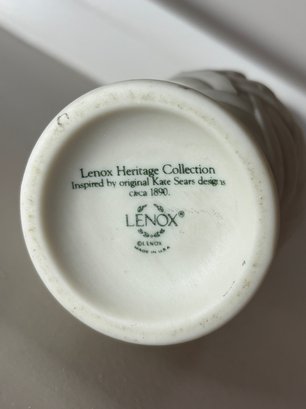 Lenox Heritage Collection
Inspired by original Kate Sears designs
circa 1890.
LENOX®
© LENOX
MADE IN U.S.A.